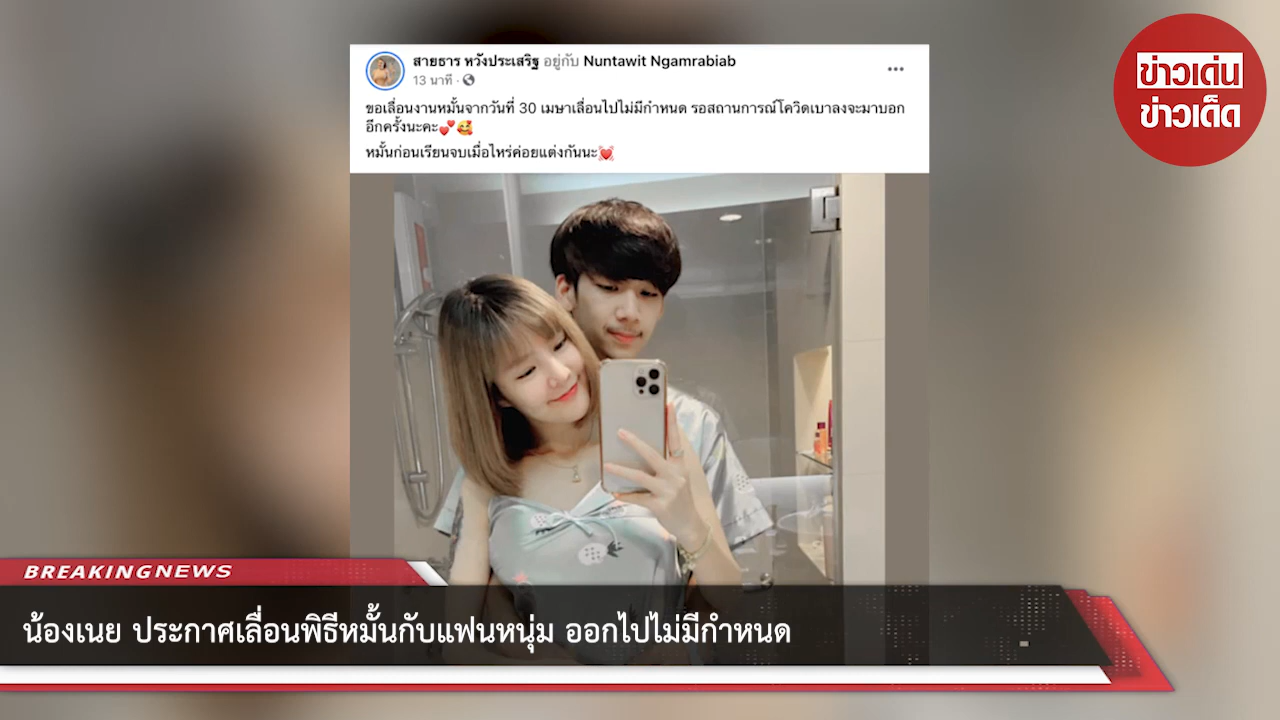 สายธาร หวังประเสริฐ อยู่กับ Nuntawit Ngamrabiab
13 นาที ·
ขอเลื่อนงานหมั้นจากวันที่ 30 เมษาเลื่อนไปไม่มีกำหนด รอสถานการณ์โควิดเบาลงจะมาบอก
อีกครั้งนะคะ💕🥰
หมั้นก่อนเรียนจบเมื่อไหร่ค่อยแต่งกันนะ💓
ข่าวเด่น
ข่าวเด็ด
BREAKING NEWS
น้องเนย ประกาศเลื่อนพิธีหมั้นกับแฟนหนุ่ม ออกไปไม่มีกำหนด